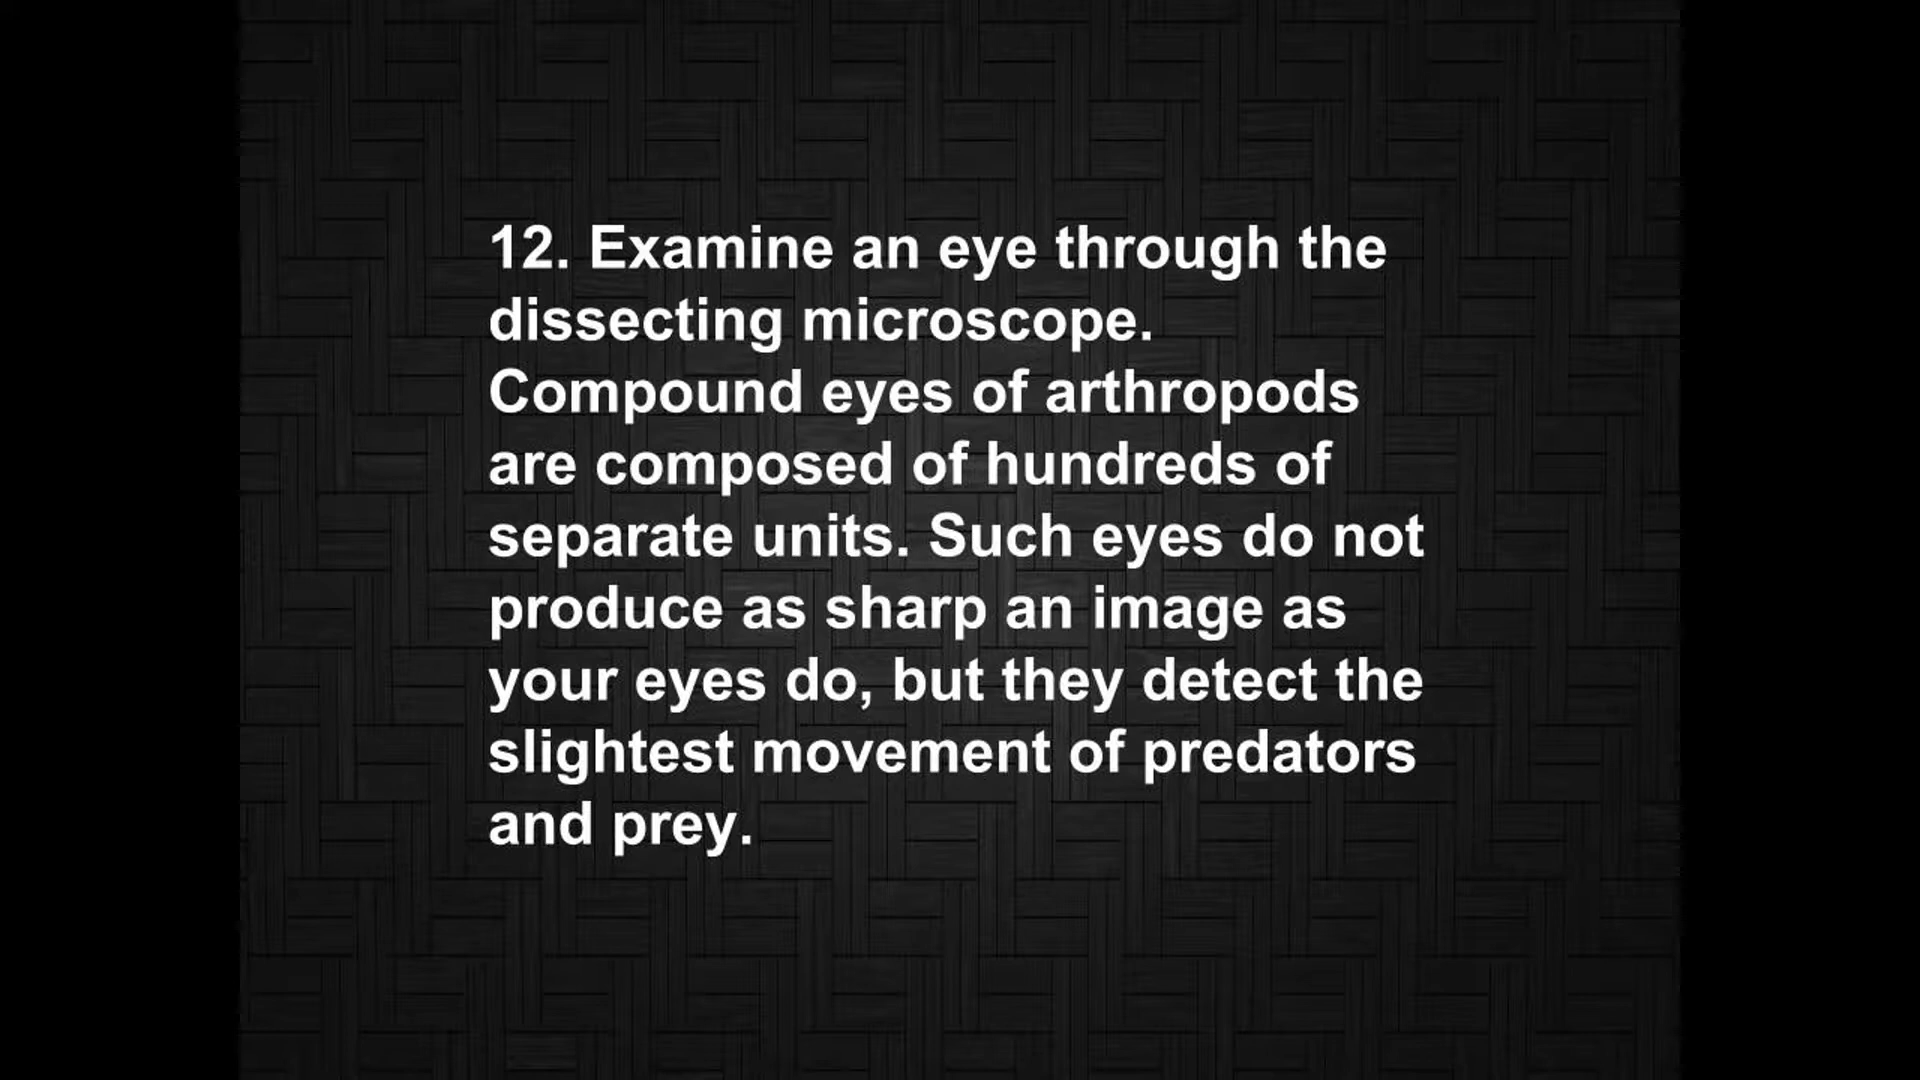 12. Examine an eye through the
dissecting microscope.
Compound eyes of arthropods
are composed of hundreds of
separate units. Such eyes do not
produce as sharp an image as
your eyes do, but they detect the
slightest movement of predators
and prey.